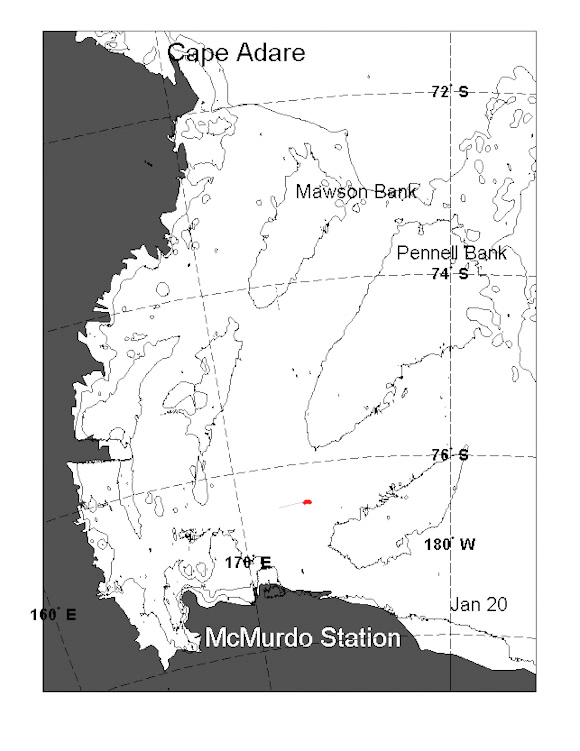 Cape Adare
72° S
Mawson Bank
Pennell Bank
74° S
76° S
180° W
170° E
Jan 20
160° E
McMurdo Station